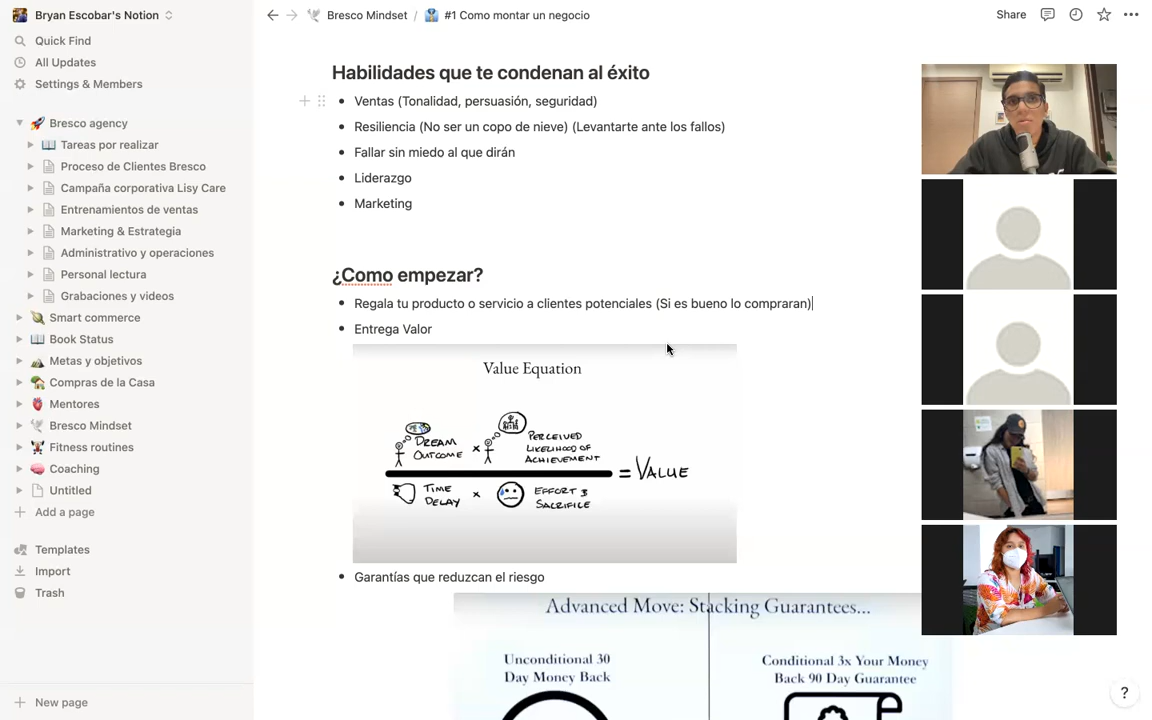 Bryan Escobar's Notion
Quick Find
All Updates
Settings & Members
Bresco agency
Tareas por realizar
Proceso de Clientes Bresco
Campaña corporativa Lisy Care
Entrenamientos de ventas
Marketing & Estrategia
Administrativo y operaciones
Personal lectura
Grabaciones y videos
Smart commerce
Book Status
Metas y objetivos
Compras de la Casa
Mentores
Bresco Mindset
Fitness routines
Coaching
Untitled
Add a page
Templates
Import
Trash
New page
Bresco Mindset / #1 Como montar un negocio
Share
Habilidades que te condenan al éxito
Ventas (Tonalidad, persuasión, seguridad)
Resiliencia (No ser un copo de nieve) (Levantarte ante los fallos)
Fallar sin miedo al que dirán
Liderazgo
Marketing
¿Como empezar?
Regala tu producto o servicio a clientes potenciales (Si es bueno lo compraran)
Entrega Valor
Value Equation
DREAM OUTCOME x PERCEIVED LIKELIHOOD OF ACHIEVEMENT
TIME DELAY x EFFORT & SACRIFICE
= VALUE
Garantías que reduzcan el riesgo
Advanced Move: Stacking Guarantees...
Unconditional 30
Day Money Back
Conditional 3x Your Money
Back 90 Day Guarantee
?